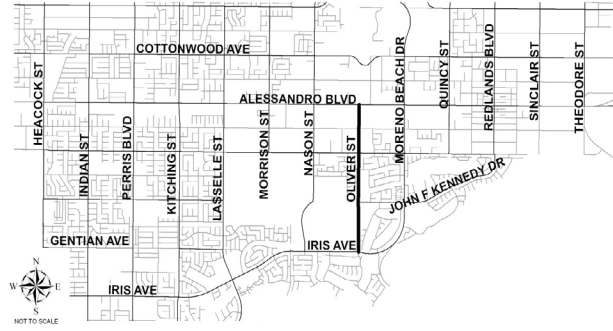 COTTONWOOD AVE
ALESSANDRO BLVD
HEACOCK ST
INDIAN ST
PERRIS BLVD
KITCHING ST
LASSELLE ST
MORRISON ST
NASON ST
OLIVER ST
MORENO BEACH DR
QUINCY ST
REDLANDS BLVD
SINCLAIR ST
THEODORE ST
JOHN F KENNEDY DR
GENTIAN AVE
IRIS AVE
IRIS AVE
N
W
E
S
NOT TO SCALE